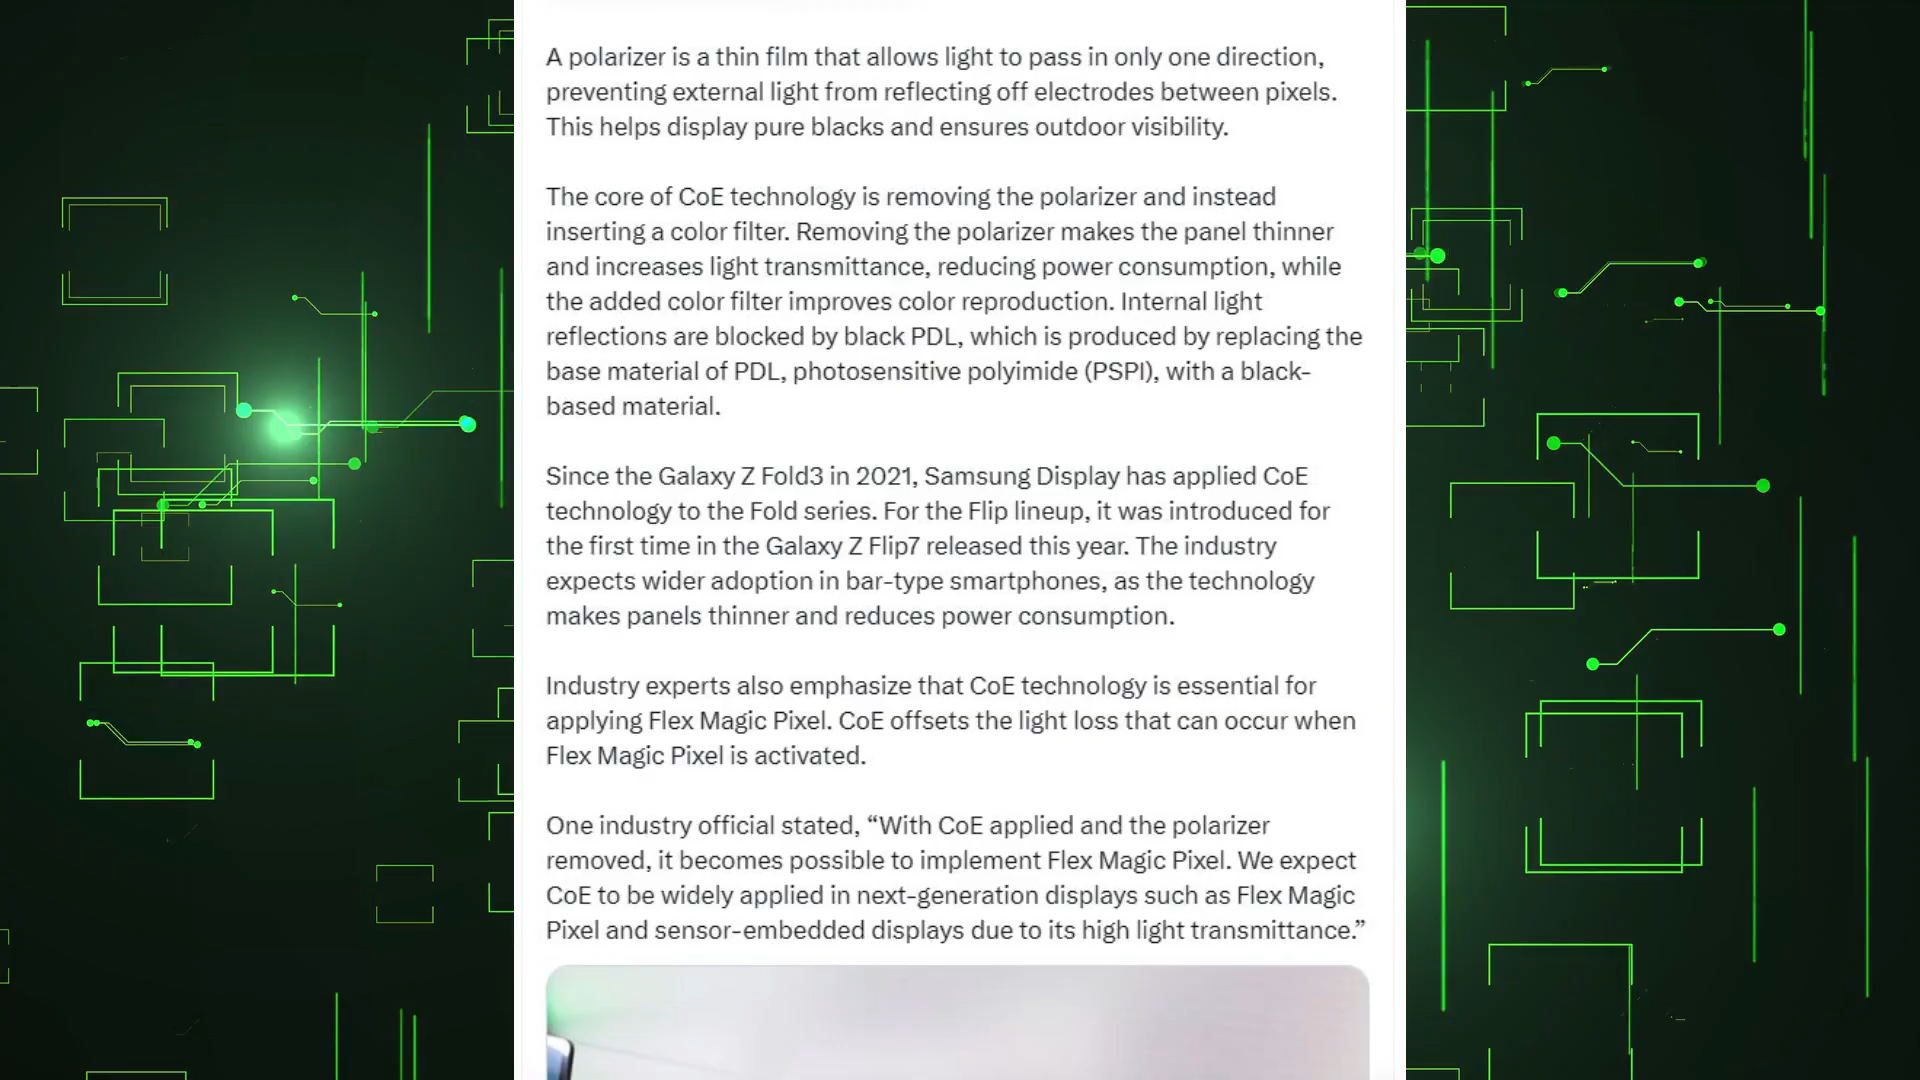 A polarizer is a thin film that allows light to pass in only one direction,
preventing external light from reflecting off electrodes between pixels.
This helps display pure blacks and ensures outdoor visibility.
The core of CoE technology is removing the polarizer and instead
inserting a color filter. Removing the polarizer makes the panel thinner
and increases light transmittance, reducing power consumption, while
the added color filter improves color reproduction. Internal light
reflections are blocked by black PDL, which is produced by replacing the
base material of PDL, photosensitive polyimide (PSPI), with a black-
based material.
Since the Galaxy Z Fold3 in 2021, Samsung Display has applied CoE
technology to the Fold series. For the Flip lineup, it was introduced for
the first time in the Galaxy Z Flip7 released this year. The industry
expects wider adoption in bar-type smartphones, as the technology
makes panels thinner and reduces power consumption.
Industry experts also emphasize that CoE technology is essential for
applying Flex Magic Pixel. CoE offsets the light loss that can occur when
Flex Magic Pixel is activated.
One industry official stated, “With CoE applied and the polarizer
removed, it becomes possible to implement Flex Magic Pixel. We expect
CoE to be widely applied in next-generation displays such as Flex Magic
Pixel and sensor-embedded displays due to its high light transmittance.”